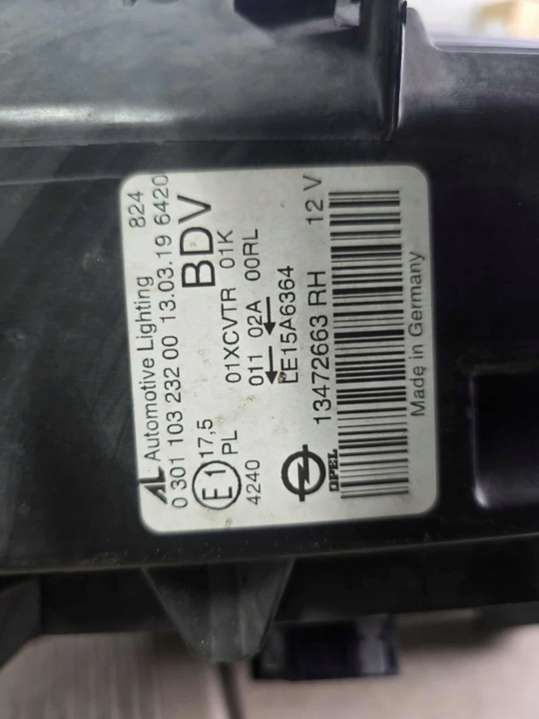 AL Automotive Lighting 824
0 301 103 232 00 13.03.19 6420
E1 17,5 BDV
PL 01XCVTR 01K
4240 011 02A 00RL
LE15A6364
OPEL 13472663 RH 12 V
Made in Germany